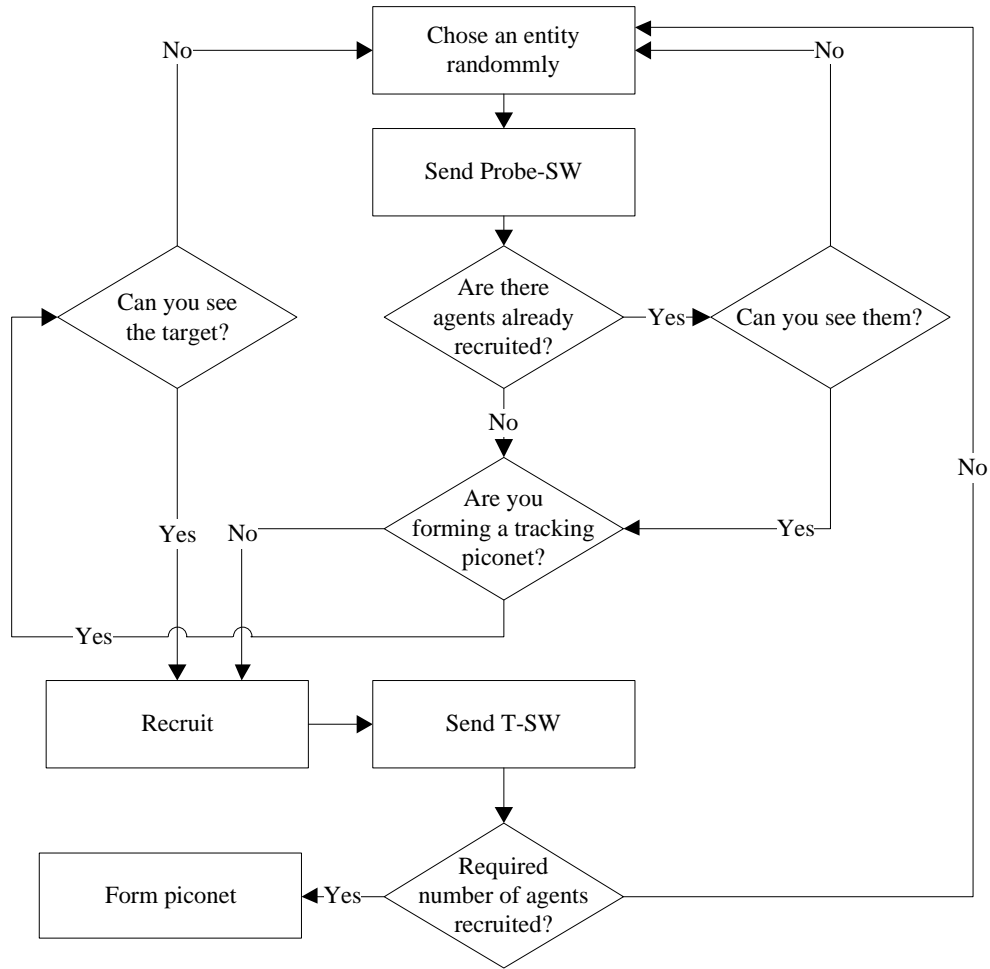 Chose an entity
randommly
No
No
Send Probe-SW
Can you see
the target?
Are there
agents already
recruited?
Yes
Can you see them?
No
No
Are you
forming a tracking
piconet?
Yes
No
Yes
Yes
Recruit
Send T-SW
Form piconet
Yes
Required
number of agents
recruited?